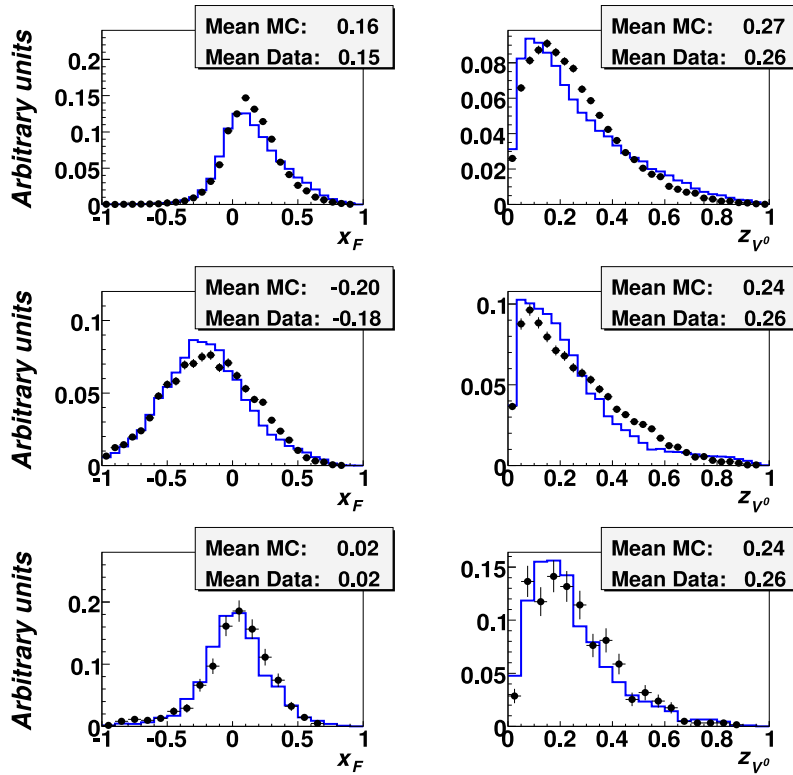 Arbitrary units
Mean MC: 0.16
Mean Data: 0.15
0.2
0.15
0.1
0.05
0
-1 -0.5 0 0.5 1
x_F
Mean MC: 0.27
Mean Data: 0.26
0.08
0.06
0.04
0.02
0
0 0.2 0.4 0.6 0.8 1
z_V⁰
Arbitrary units
Mean MC: -0.20
Mean Data: -0.18
0.1
0.05
0
-1 -0.5 0 0.5 1
x_F
Mean MC: 0.24
Mean Data: 0.26
0.1
0.05
0
0 0.2 0.4 0.6 0.8 1
z_V⁰
Arbitrary units
Mean MC: 0.02
Mean Data: 0.02
0.2
0.1
0
-1 -0.5 0 0.5 1
x_F
Mean MC: 0.24
Mean Data: 0.26
0.15
0.1
0.05
0
0 0.2 0.4 0.6 0.8 1
z_V⁰